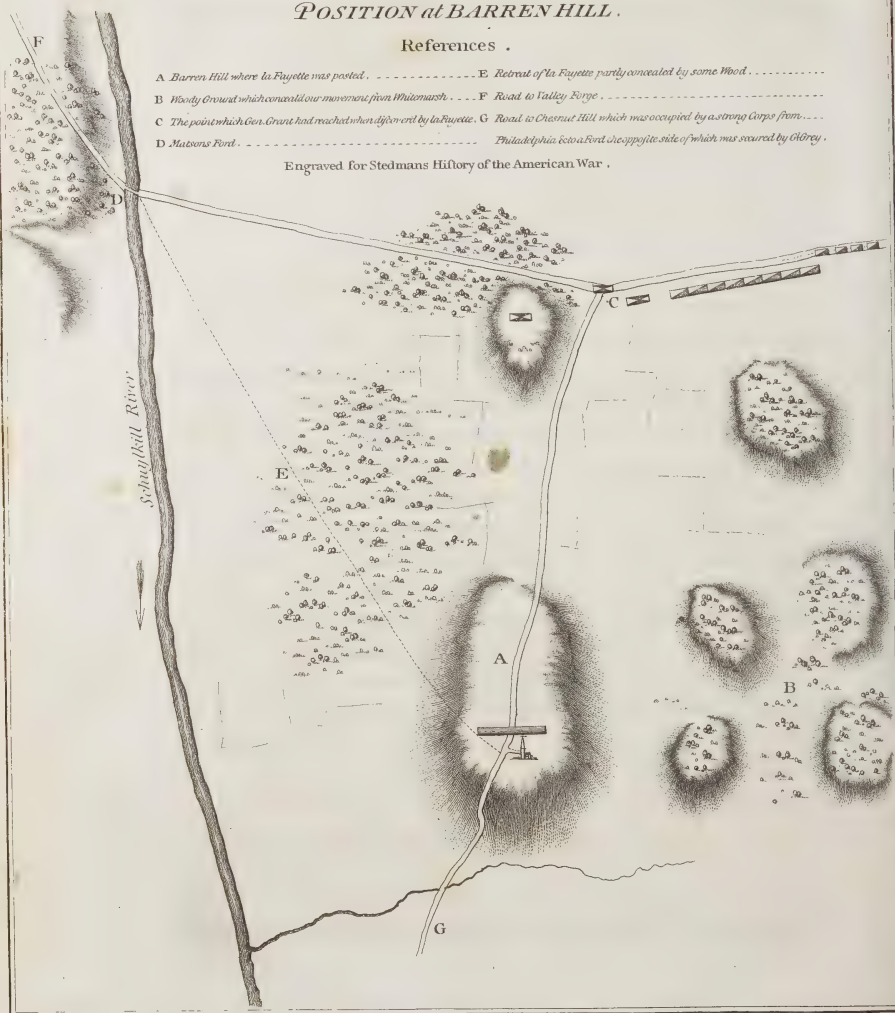 POSITION at BARREN HILL.
References.
A Barren Hill where la Fayette was posted.
B Woody Ground which conceald our movement from Whitemarsh
C The point which Gen. Grant had reached when discoverd by la Fayette.
D Matsons Ford
E Retreat of la Fayette partly concealed by some Wood
F Road to Valley Forge
G Road to Chesnut Hill which was occupied by a strong Corps from
Philadelphia &c to a Ford the opposite side of which was secured by Gl Grey.
Engraved for Stedmans History of the American War.
F
D
C
Schuylkill River
E
A
B
G